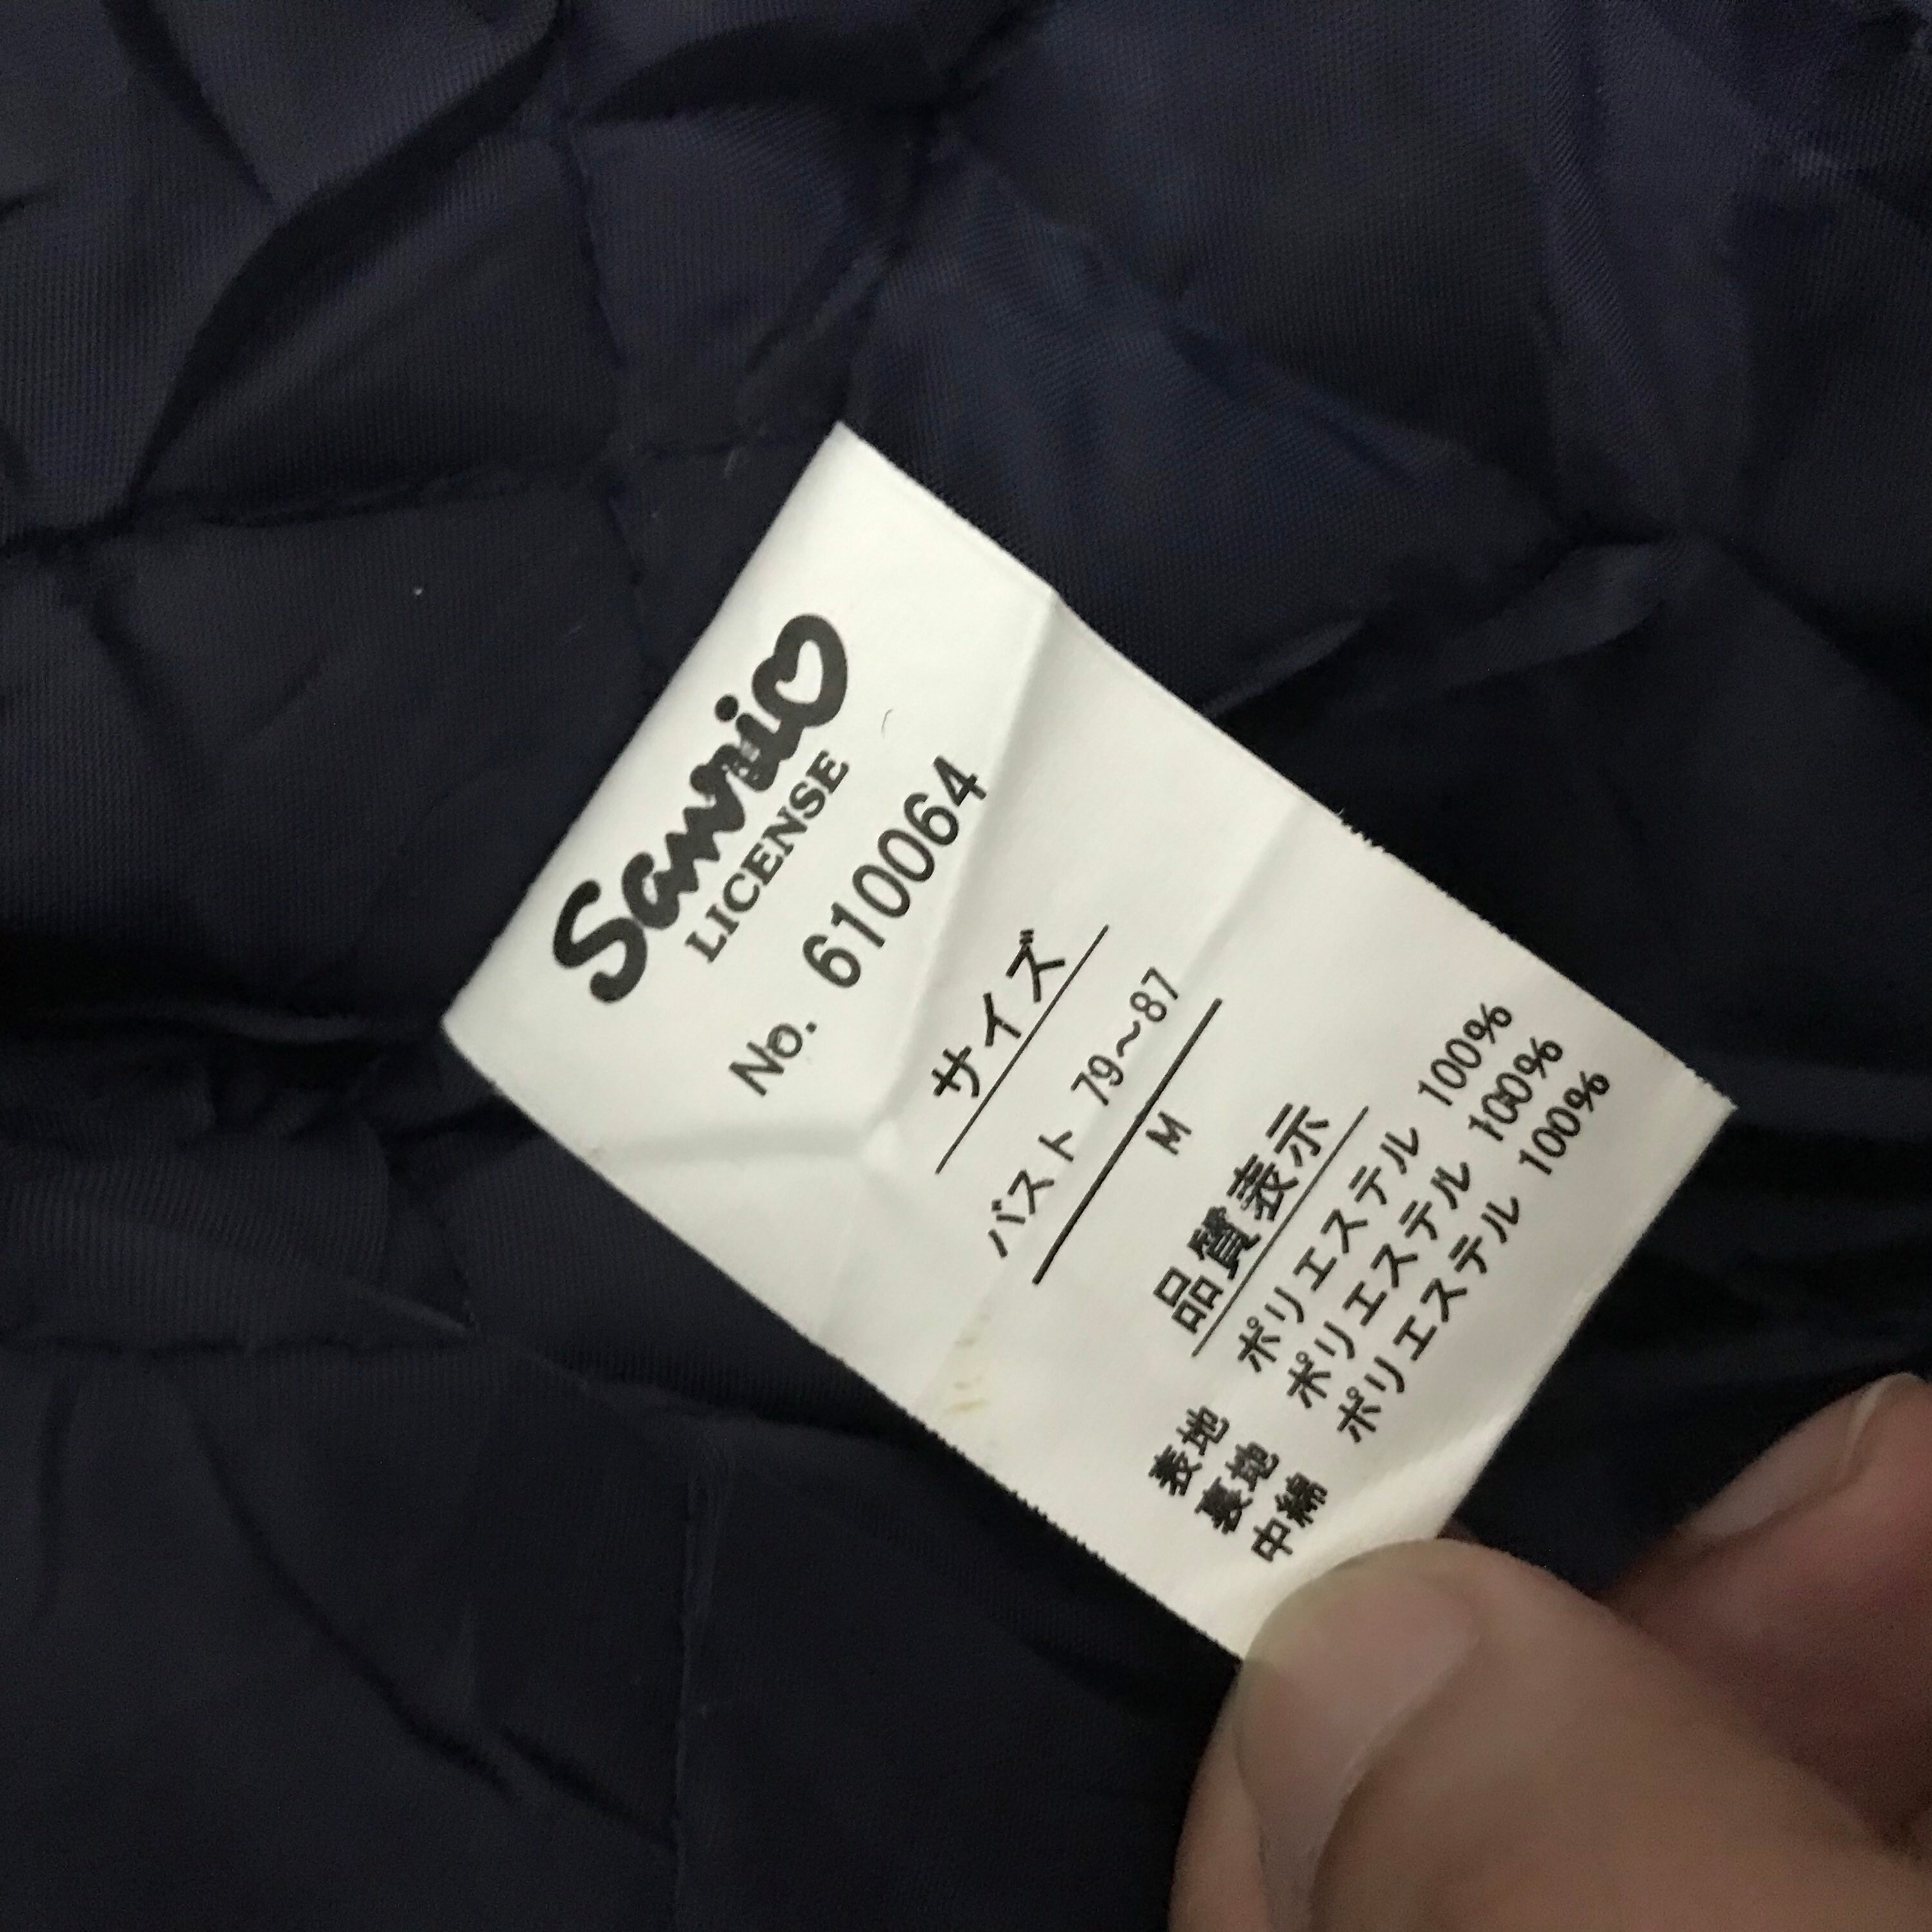 Sanrio
LICENSE
No. 610064
サイズ
バスト 79～87
M
品質表示
表地 ポリエステル 100%
裏地 ポリエステル 100%
中綿 ポリエステル 100%